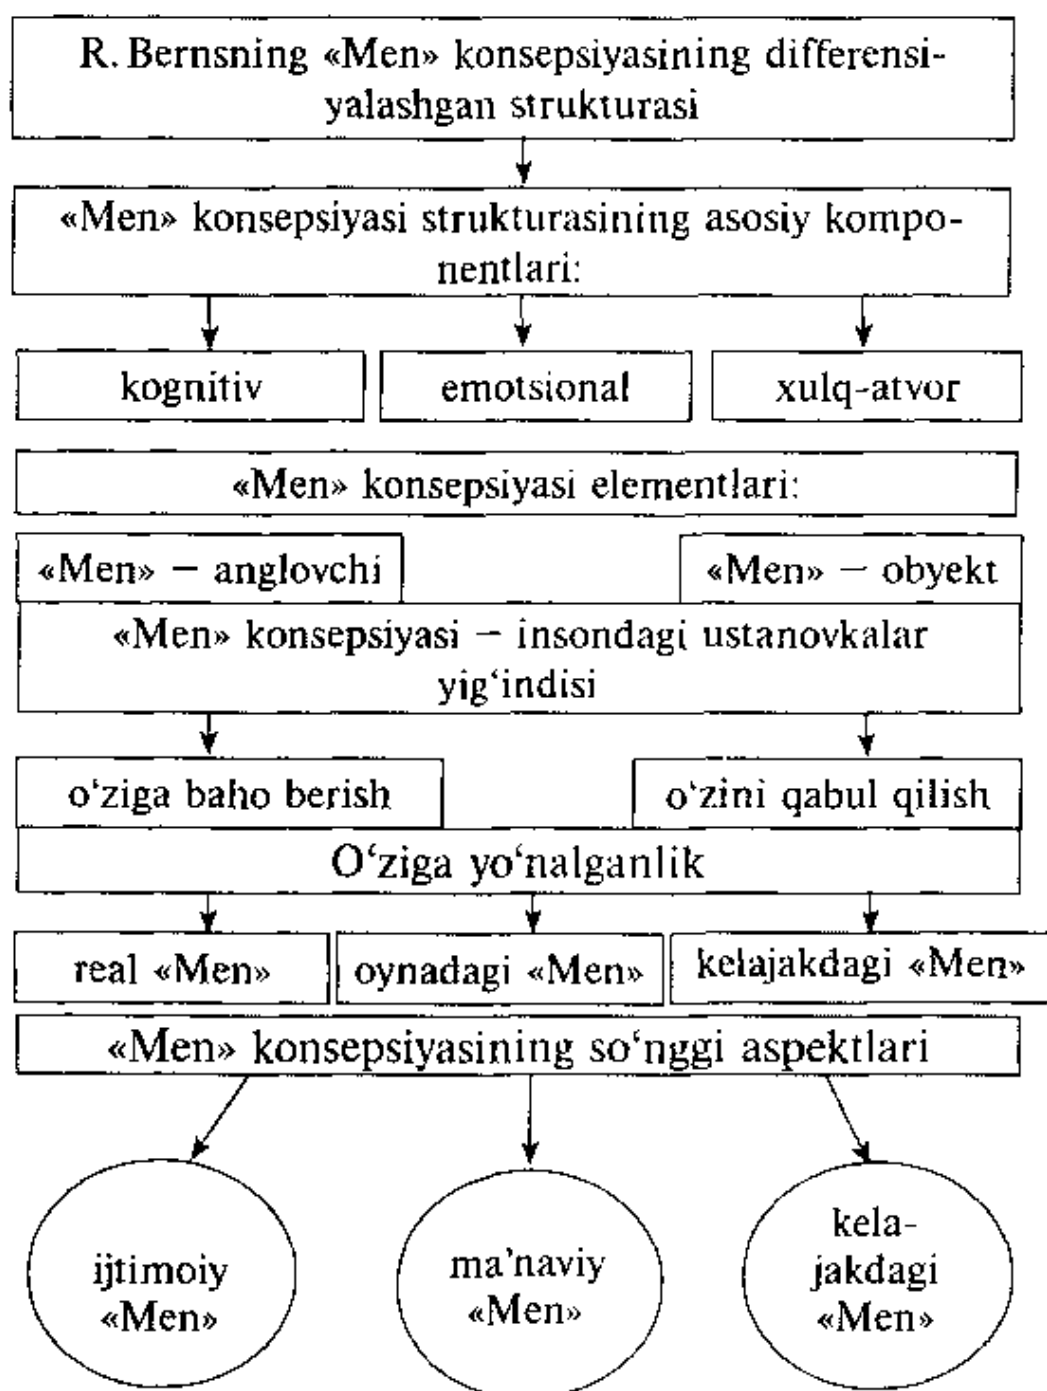 R. Bernsning «Men» konsepsiyasining differensi-
yalashgan strukturasi
«Men» konsepsiyasi strukturasining asosiy kompo-
nentlari:
kognitiv
emotsional
xulq-atvor
«Men» konsepsiyasi elementlari:
«Men» — anglovchi
«Men» — obyekt
«Men» konsepsiyasi – insondagi ustanovkalar
yig‘indisi
o‘ziga baho berish
o‘zini qabul qilish
O‘ziga yo‘nalganlik
real «Men»
oynadagi «Men»
kelajakdagi «Men»
«Men» konsepsiyasining so‘nggi aspektlari
ijtimoiy
«Men»
ma’naviy
«Men»
kela-
jakdagi
«Men»